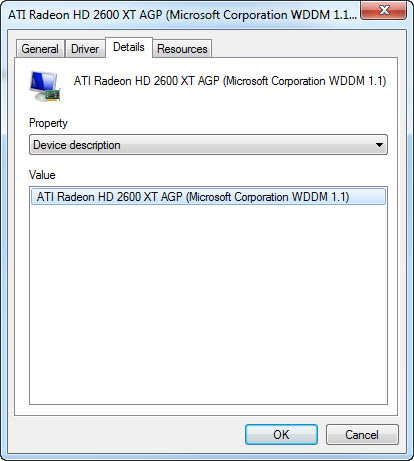 ATI Radeon HD 2600 XT AGP (Microsoft Corporation WDDM 1.1...
General Driver Details Resources
ATI Radeon HD 2600 XT AGP (Microsoft Corporation WDDM 1.1)
Property
Device description
Value
ATI Radeon HD 2600 XT AGP (Microsoft Corporation WDDM 1.1)
OK Cancel